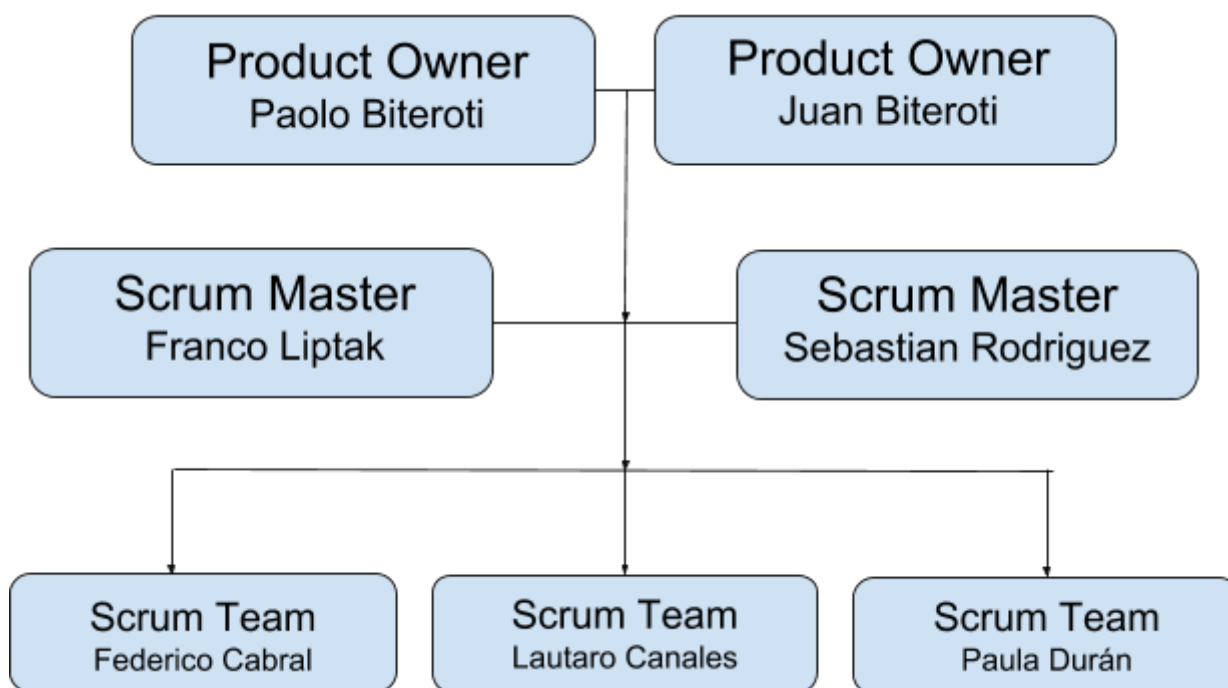 Product Owner
Paolo Biteroti
Product Owner
Juan Biteroti
Scrum Master
Franco Liptak
Scrum Master
Sebastian Rodriguez
Scrum Team
Federico Cabral
Scrum Team
Lautaro Canales
Scrum Team
Paula Durán